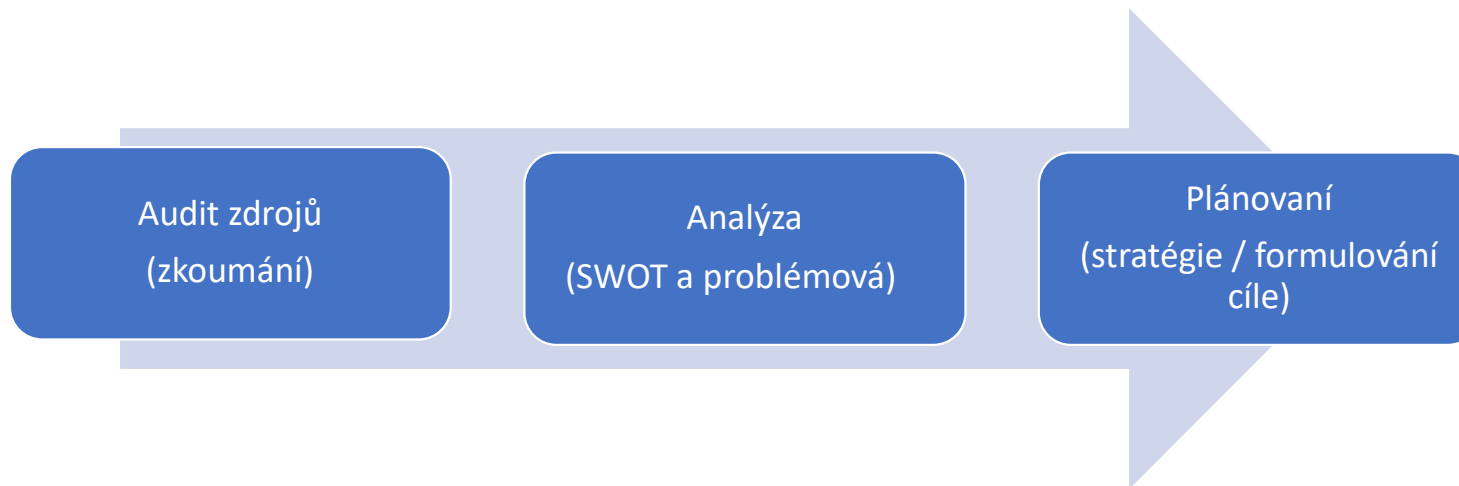 Audit zdrojů
(zkoumání)
Analýza
(SWOT a problémová)
Plánovaní
(stratégie / formulování
cíle)